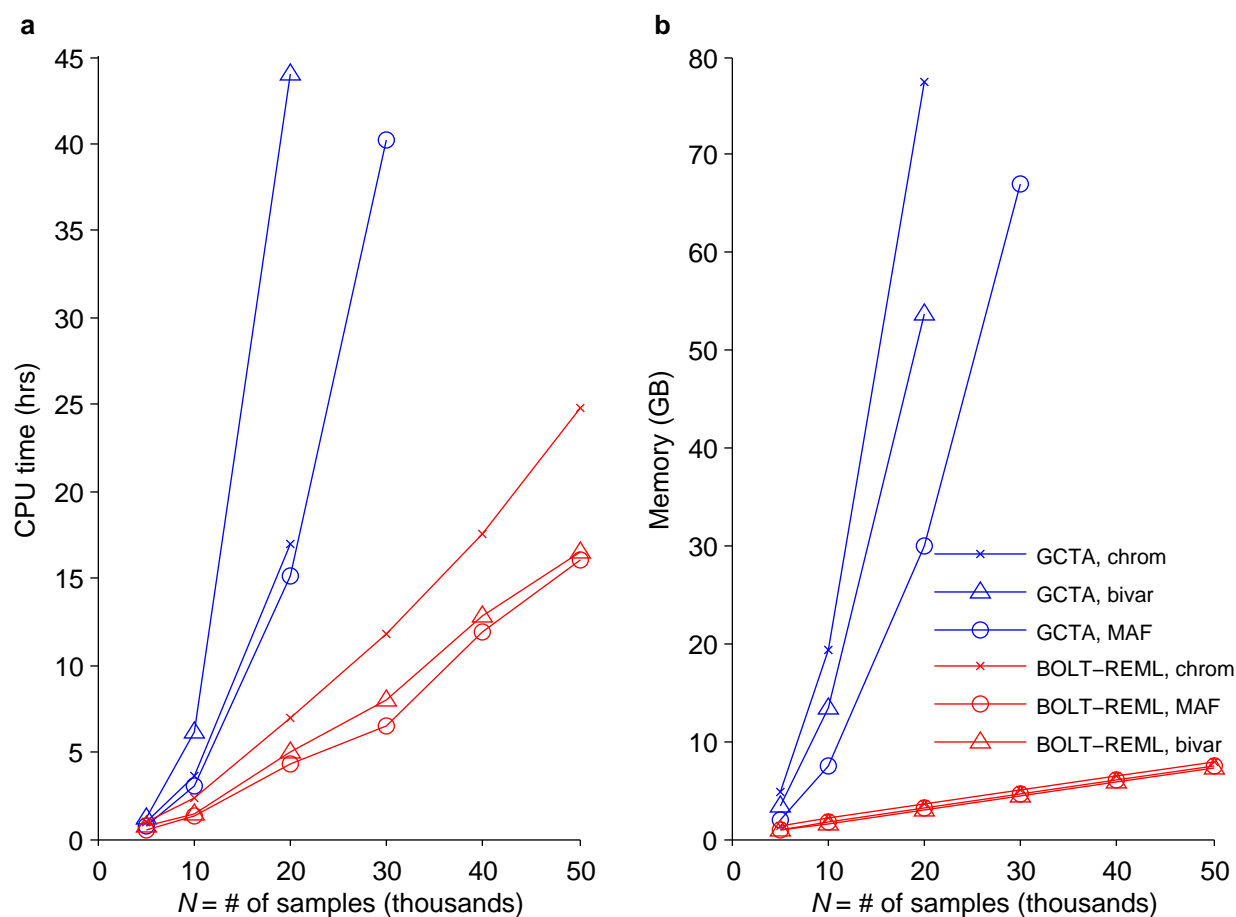 a
45
40
35
30
25
20
15
10
5
0
CPU time (hrs)
0 10 20 30 40 50
N = # of samples (thousands)
b
80
70
60
50
40
30
20
10
0
Memory (GB)
0 10 20 30 40 50
N = # of samples (thousands)
GCTA, chrom
GCTA, bivar
GCTA, MAF
BOLT−REML, chrom
BOLT−REML, MAF
BOLT−REML, bivar